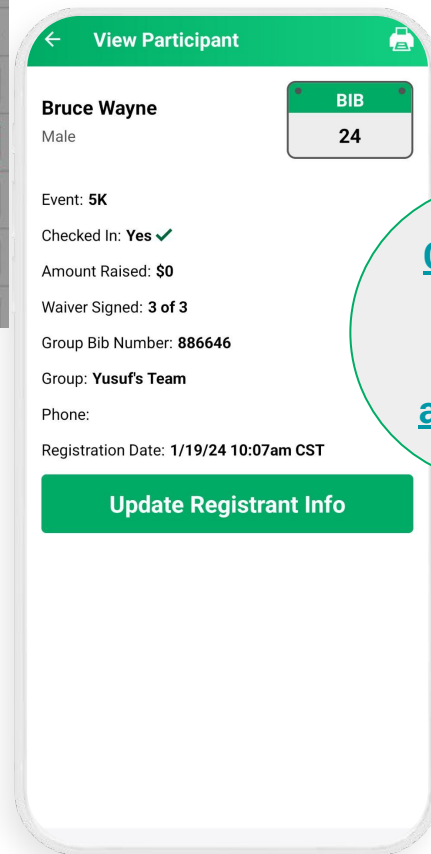 View Participant
Bruce Wayne
Male
BIB
24
Event: 5K
Checked In: Yes ✓
Amount Raised: $0
Waiver Signed: 3 of 3
Group Bib Number: 886646
Group: Yusuf's Team
Phone:
Registration Date: 1/19/24 10:07am CST
Update Registrant Info